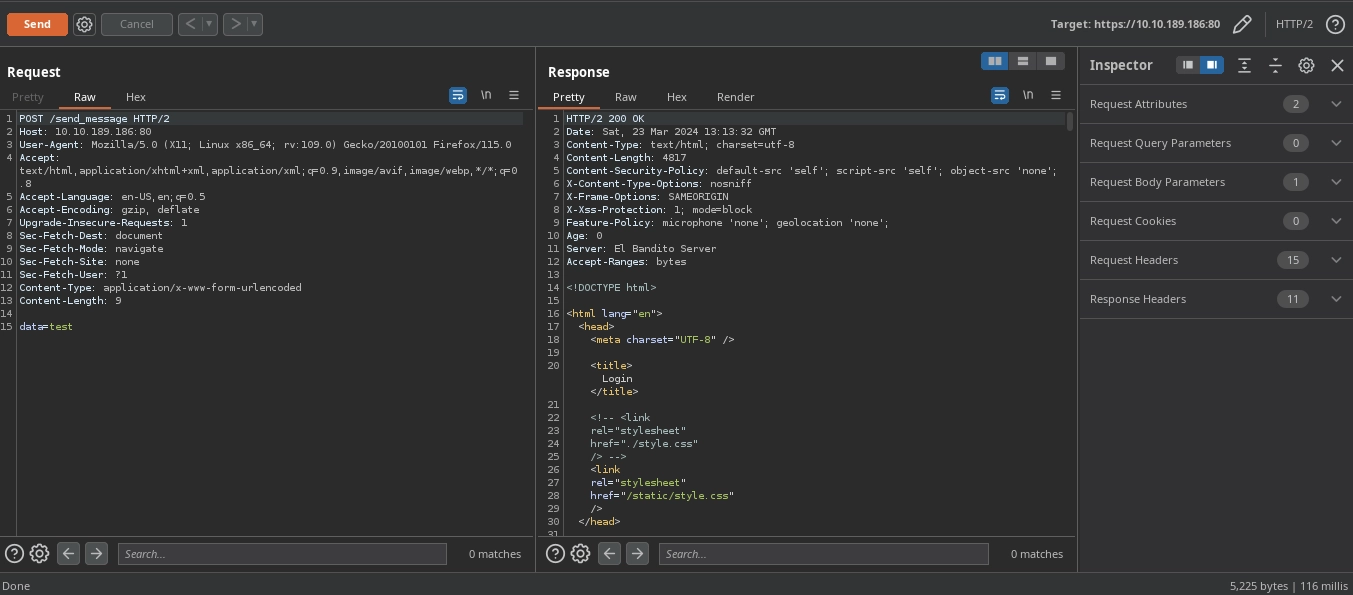 Send
Cancel
Target: https://10.10.189.186:80
HTTP/2
Request
Pretty
Raw
Hex
\n
1 POST /send_message HTTP/2
2 Host: 10.10.189.186:80
3 User-Agent: Mozilla/5.0 (X11; Linux x86_64; rv:109.0) Gecko/20100101 Firefox/115.0
4 Accept:
text/html,application/xhtml+xml,application/xml;q=0.9,image/avif,image/webp,*/*;q=0
.8
5 Accept-Language: en-US,en;q=0.5
6 Accept-Encoding: gzip, deflate
7 Upgrade-Insecure-Requests: 1
8 Sec-Fetch-Dest: document
9 Sec-Fetch-Mode: navigate
10 Sec-Fetch-Site: none
11 Sec-Fetch-User: ?1
12 Content-Type: application/x-www-form-urlencoded
13 Content-Length: 9
14
15 data=test
Search...
0 matches
Response
Pretty
Raw
Hex
Render
\n
1 HTTP/2 200 OK
2 Date: Sat, 23 Mar 2024 13:13:32 GMT
3 Content-Type: text/html; charset=utf-8
4 Content-Length: 4817
5 Content-Security-Policy: default-src 'self'; script-src 'self'; object-src 'none';
6 X-Content-Type-Options: nosniff
7 X-Frame-Options: SAMEORIGIN
8 X-Xss-Protection: 1; mode=block
9 Feature-Policy: microphone 'none'; geolocation 'none';
10 Age: 0
11 Server: El Bandito Server
12 Accept-Ranges: bytes
13
14 <!DOCTYPE html>
15
16 <html lang="en">
17 <head>
18 <meta charset="UTF-8" />
19
20 <title>
Login
</title>
21
22 <!-- <link
23 rel="stylesheet"
24 href="./style.css"
25 /> -->
26 <link
27 rel="stylesheet"
28 href="/static/style.css"
29 />
30 </head>
31
Search...
0 matches
Inspector
Request Attributes 2
Request Query Parameters 0
Request Body Parameters 1
Request Cookies 0
Request Headers 15
Response Headers 11
Done
5,225 bytes | 116 millis